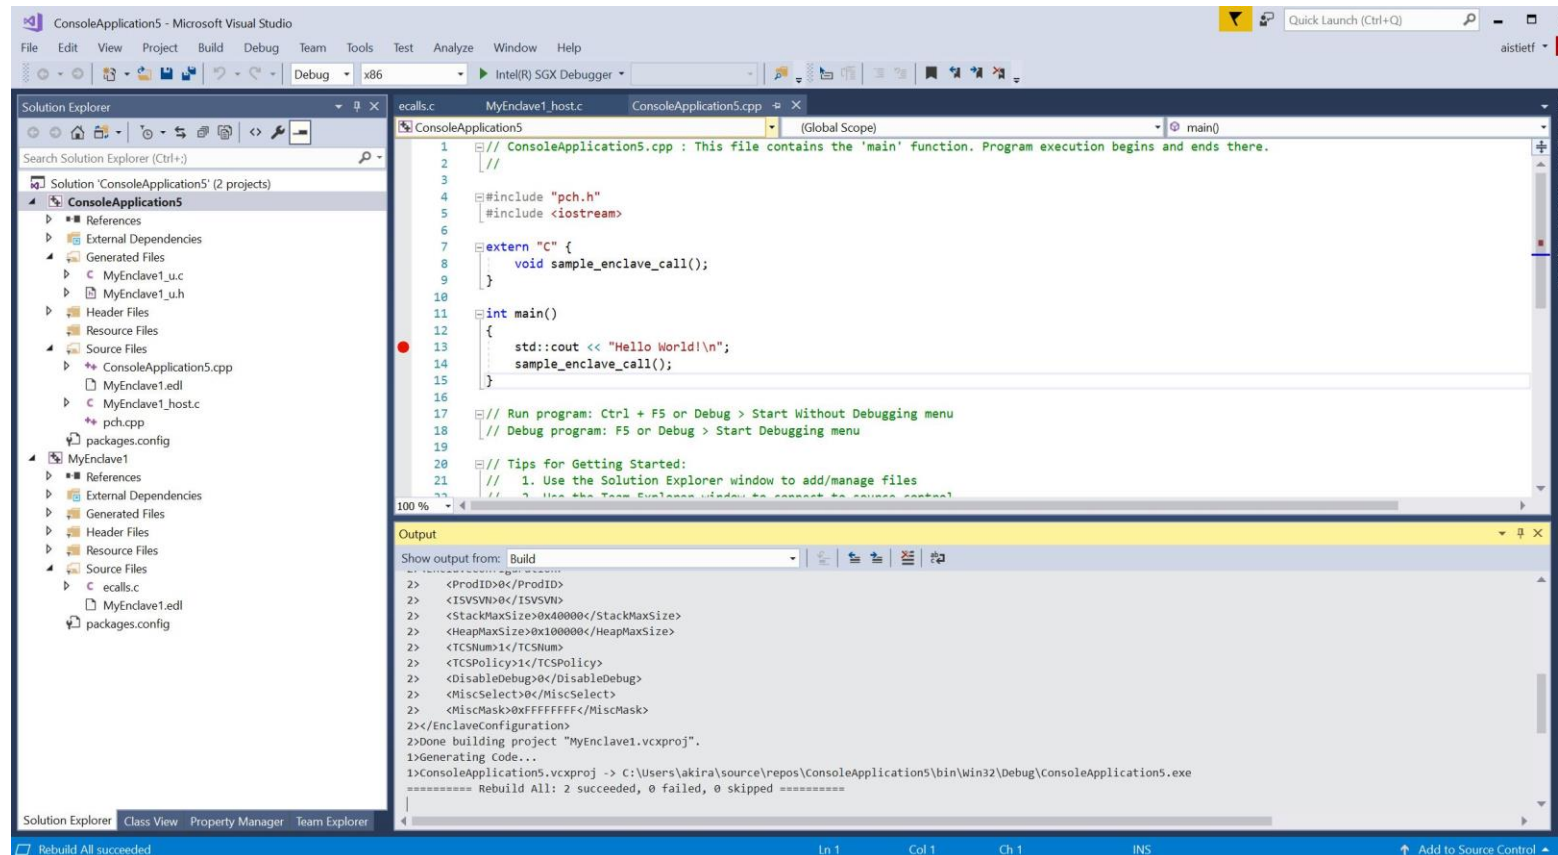 ConsoleApplication5 - Microsoft Visual Studio
Quick Launch (Ctrl+Q)
File Edit View Project Build Debug Team Tools Test Analyze Window Help
aistietf
Debug x86 Intel(R) SGX Debugger
Solution Explorer
Search Solution Explorer (Ctrl+;)
Solution 'ConsoleApplication5' (2 projects)
ConsoleApplication5
References
External Dependencies
Generated Files
MyEnclave1_u.c
MyEnclave1_u.h
Header Files
Resource Files
Source Files
ConsoleApplication5.cpp
MyEnclave1.edl
MyEnclave1_host.c
pch.cpp
packages.config
MyEnclave1
References
External Dependencies
Generated Files
Header Files
Resource Files
Source Files
ecalls.c
MyEnclave1.edl
packages.config
Solution Explorer Class View Property Manager Team Explorer
ecalls.c MyEnclave1_host.c ConsoleApplication5.cpp
ConsoleApplication5 (Global Scope) main()
1 // ConsoleApplication5.cpp : This file contains the 'main' function. Program execution begins and ends there.
2 //
3
4 #include "pch.h"
5 #include <iostream>
6
7 extern "C" {
8 void sample_enclave_call();
9 }
10
11 int main()
12 {
13 std::cout << "Hello World!\n";
14 sample_enclave_call();
15 }
16
17 // Run program: Ctrl + F5 or Debug > Start Without Debugging menu
18 // Debug program: F5 or Debug > Start Debugging menu
19
20 // Tips for Getting Started:
21 // 1. Use the Solution Explorer window to add/manage files
22 // 2. Use the Team Explorer window to connect to source control
100 %
Output
Show output from: Build
2> <ProdID>0</ProdID>
2> <ISVSVN>0</ISVSVN>
2> <StackMaxSize>0x40000</StackMaxSize>
2> <HeapMaxSize>0x100000</HeapMaxSize>
2> <TCSNum>1</TCSNum>
2> <TCSPolicy>1</TCSPolicy>
2> <DisableDebug>0</DisableDebug>
2> <MiscSelect>0</MiscSelect>
2> <MiscMask>0xFFFFFFFF</MiscMask>
2></EnclaveConfiguration>
2>Done building project "MyEnclave1.vcxproj".
1>Generating Code...
1>ConsoleApplication5.vcxproj -> C:\Users\akira\source\repos\ConsoleApplication5\bin\Win32\Debug\ConsoleApplication5.exe
========== Rebuild All: 2 succeeded, 0 failed, 0 skipped ==========
Rebuild All succeeded Ln 1 Col 1 Ch 1 INS Add to Source Control